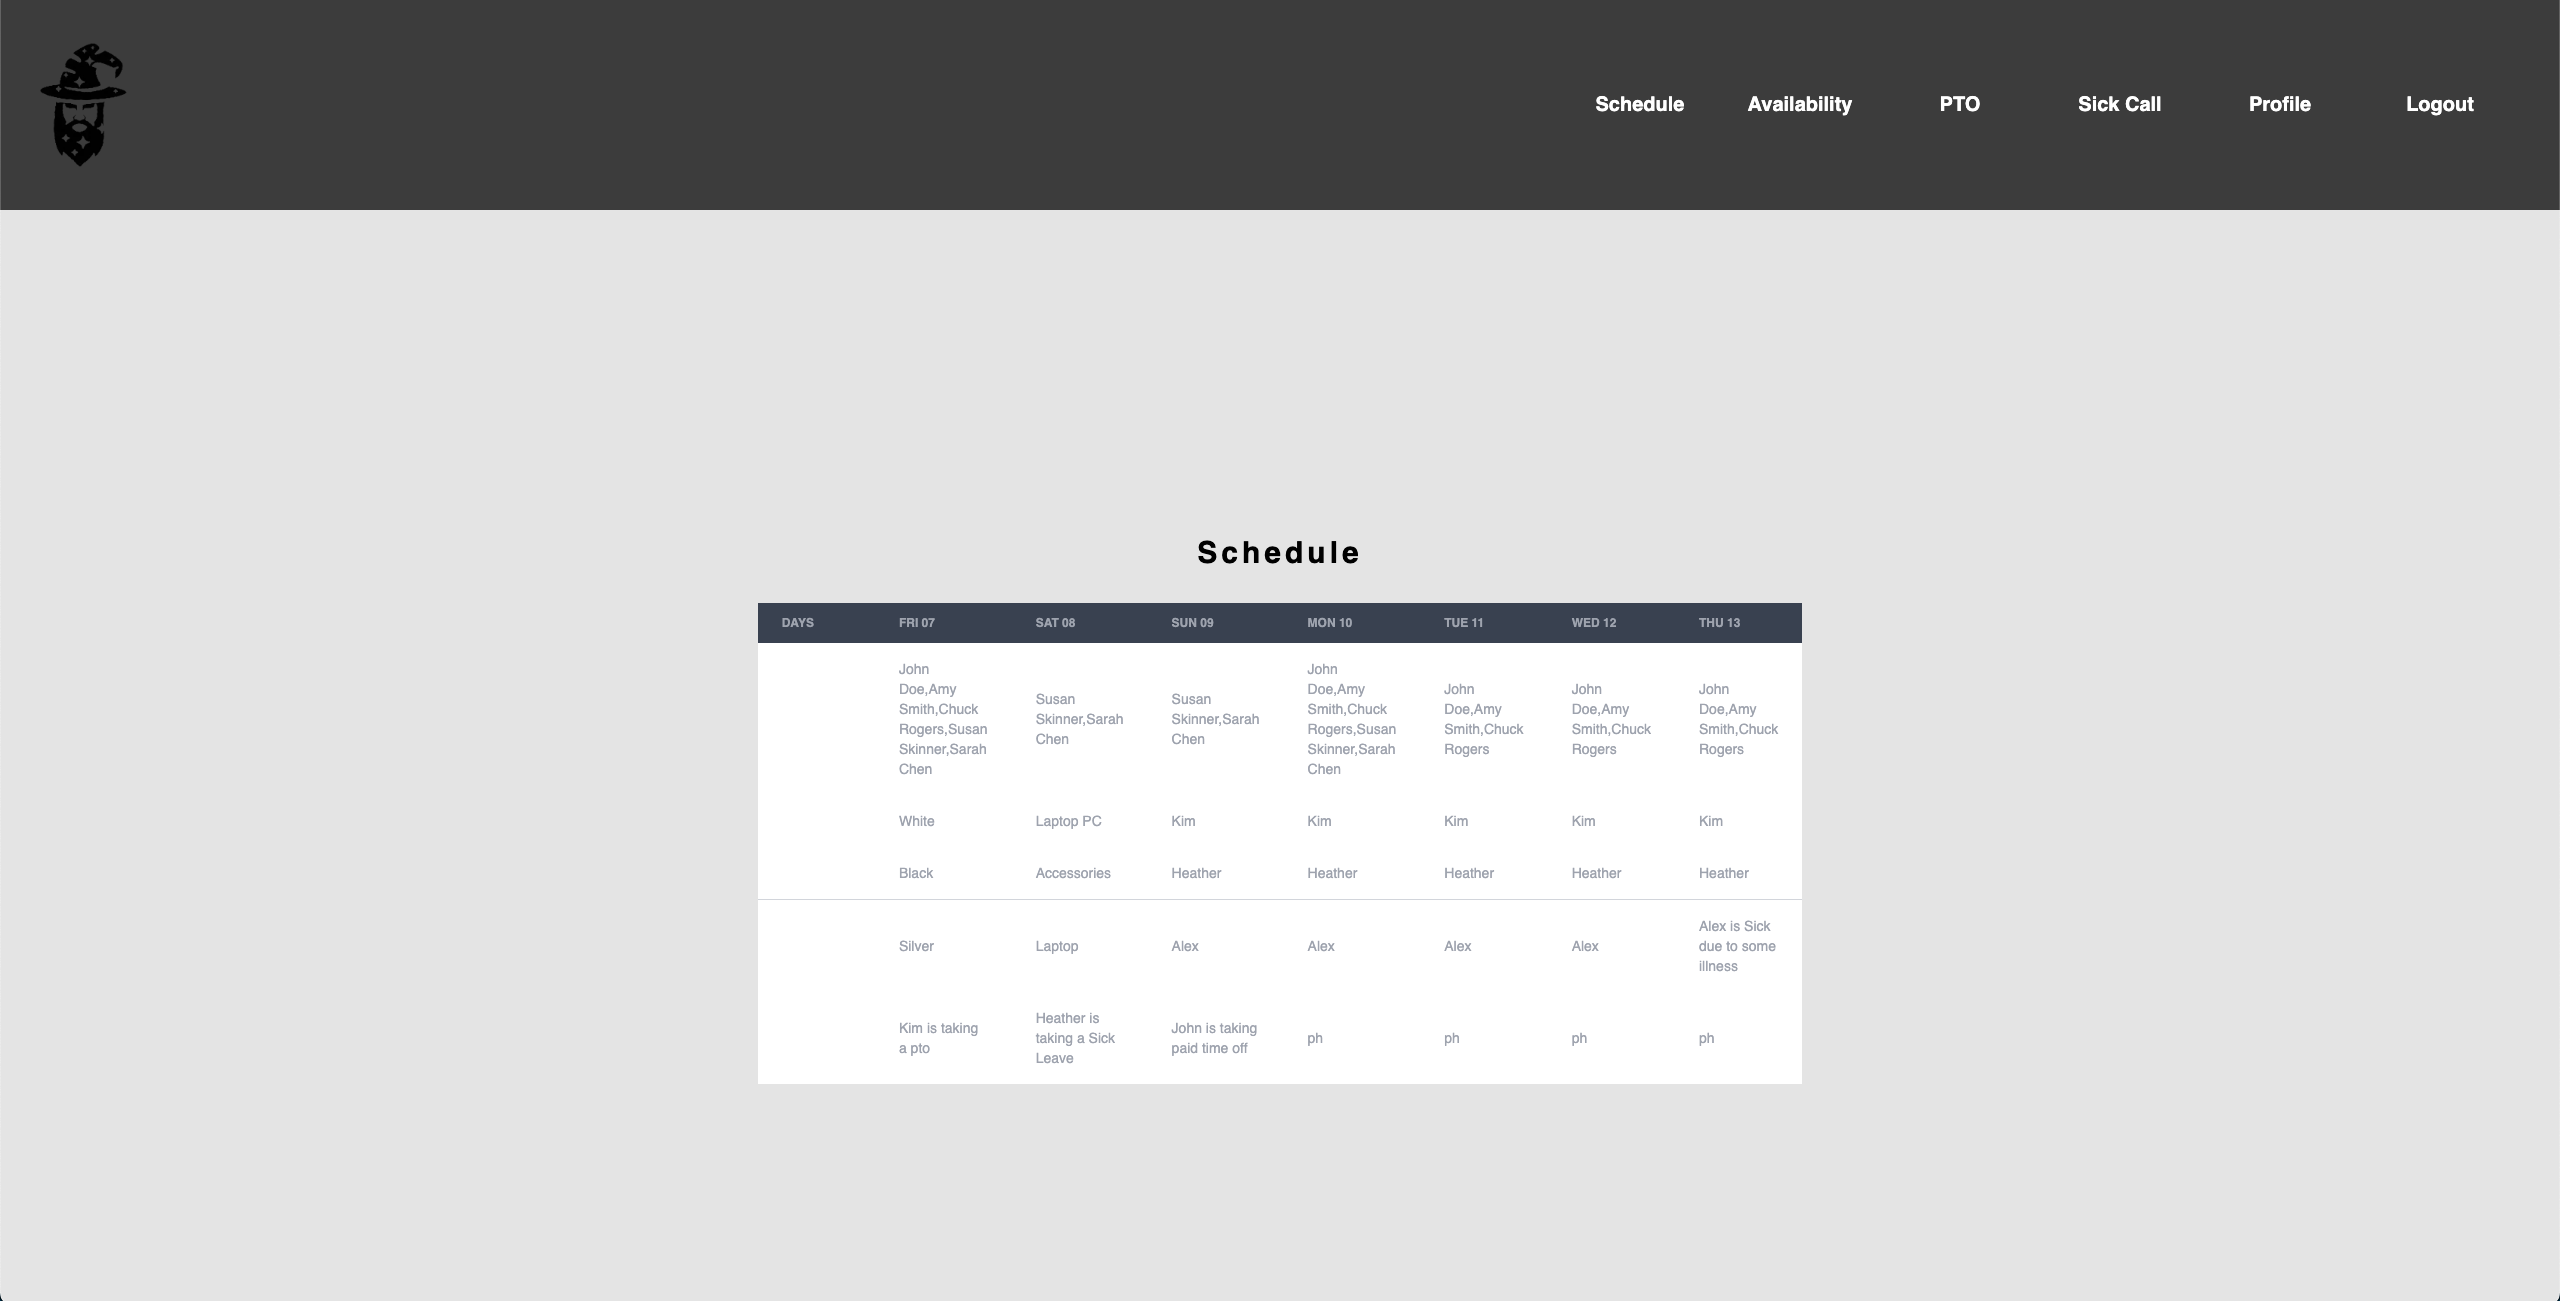 Schedule Availability PTO Sick Call Profile Logout
Schedule
DAYS FRI 07 SAT 08 SUN 09 MON 10 TUE 11 WED 12 THU 13
John
Doe,Amy
Smith,Chuck
Rogers,Susan
Skinner,Sarah
Chen
Susan
Skinner,Sarah
Chen
Susan
Skinner,Sarah
Chen
John
Doe,Amy
Smith,Chuck
Rogers,Susan
Skinner,Sarah
Chen
John
Doe,Amy
Smith,Chuck
Rogers
John
Doe,Amy
Smith,Chuck
Rogers
John
Doe,Amy
Smith,Chuck
Rogers
White Laptop PC Kim Kim Kim Kim Kim
Black Accessories Heather Heather Heather Heather Heather
Silver Laptop Alex Alex Alex Alex
Alex is Sick
due to some
illness
Kim is taking
a pto
Heather is
taking a Sick
Leave
John is taking
paid time off
ph ph ph ph